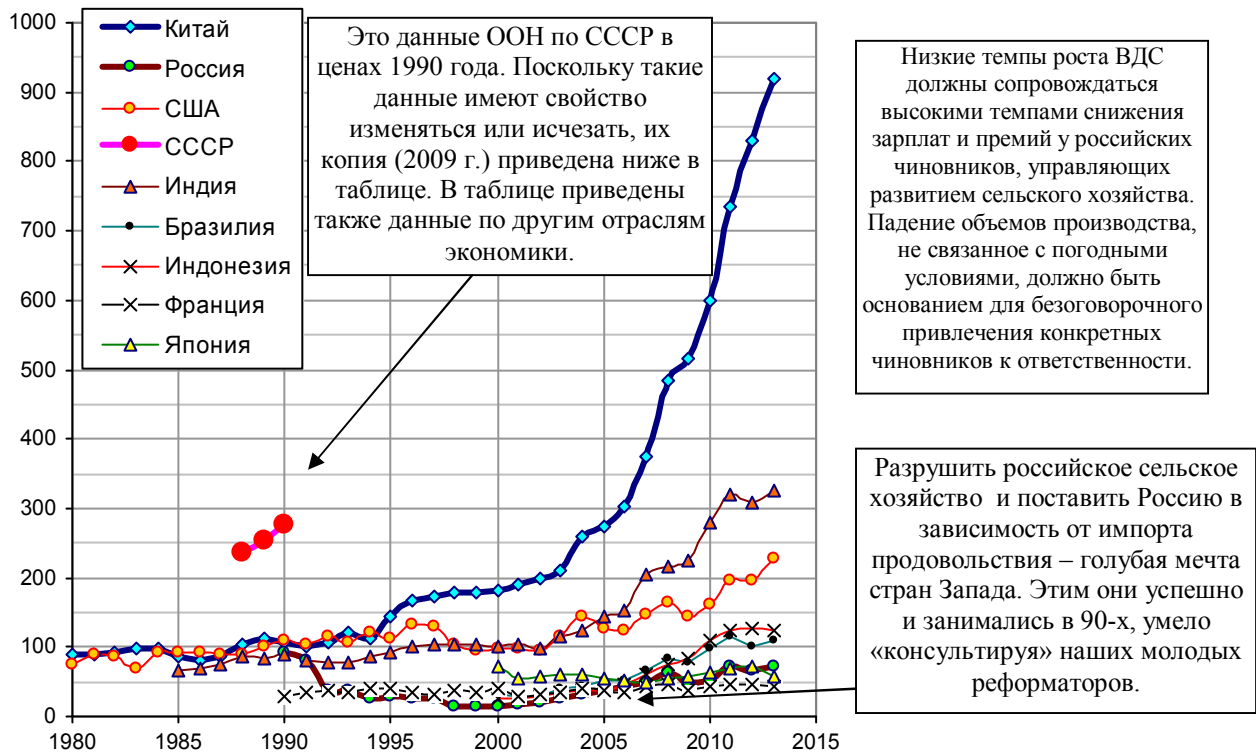 1000
900
800
700
600
500
400
300
200
100
0
Китай
Россия
США
СССР
Индия
Бразилия
Индонезия
Франция
Япония
Это данные ООН по СССР в
ценах 1990 года. Поскольку такие
данные имеют свойство
изменяться или исчезать, их
копия (2009 г.) приведена ниже в
таблице. В таблице приведены
также данные по другим отраслям
экономики.
1980 1985 1990 1995 2000 2005 2010 2015
Низкие темпы роста ВДС
должны сопровождаться
высокими темпами снижения
зарплат и премий у российских
чиновников, управляющих
развитием сельского хозяйства.
Падение объемов производства,
не связанное с погодными
условиями, должно быть
основанием для безоговорочного
привлечения конкретных
чиновников к ответственности.
Разрушить российское сельское
хозяйство и поставить Россию в
зависимость от импорта
продовольствия – голубая мечта
стран Запада. Этим они успешно
и занимались в 90-х, умело
«консультируя» наших молодых
реформаторов.